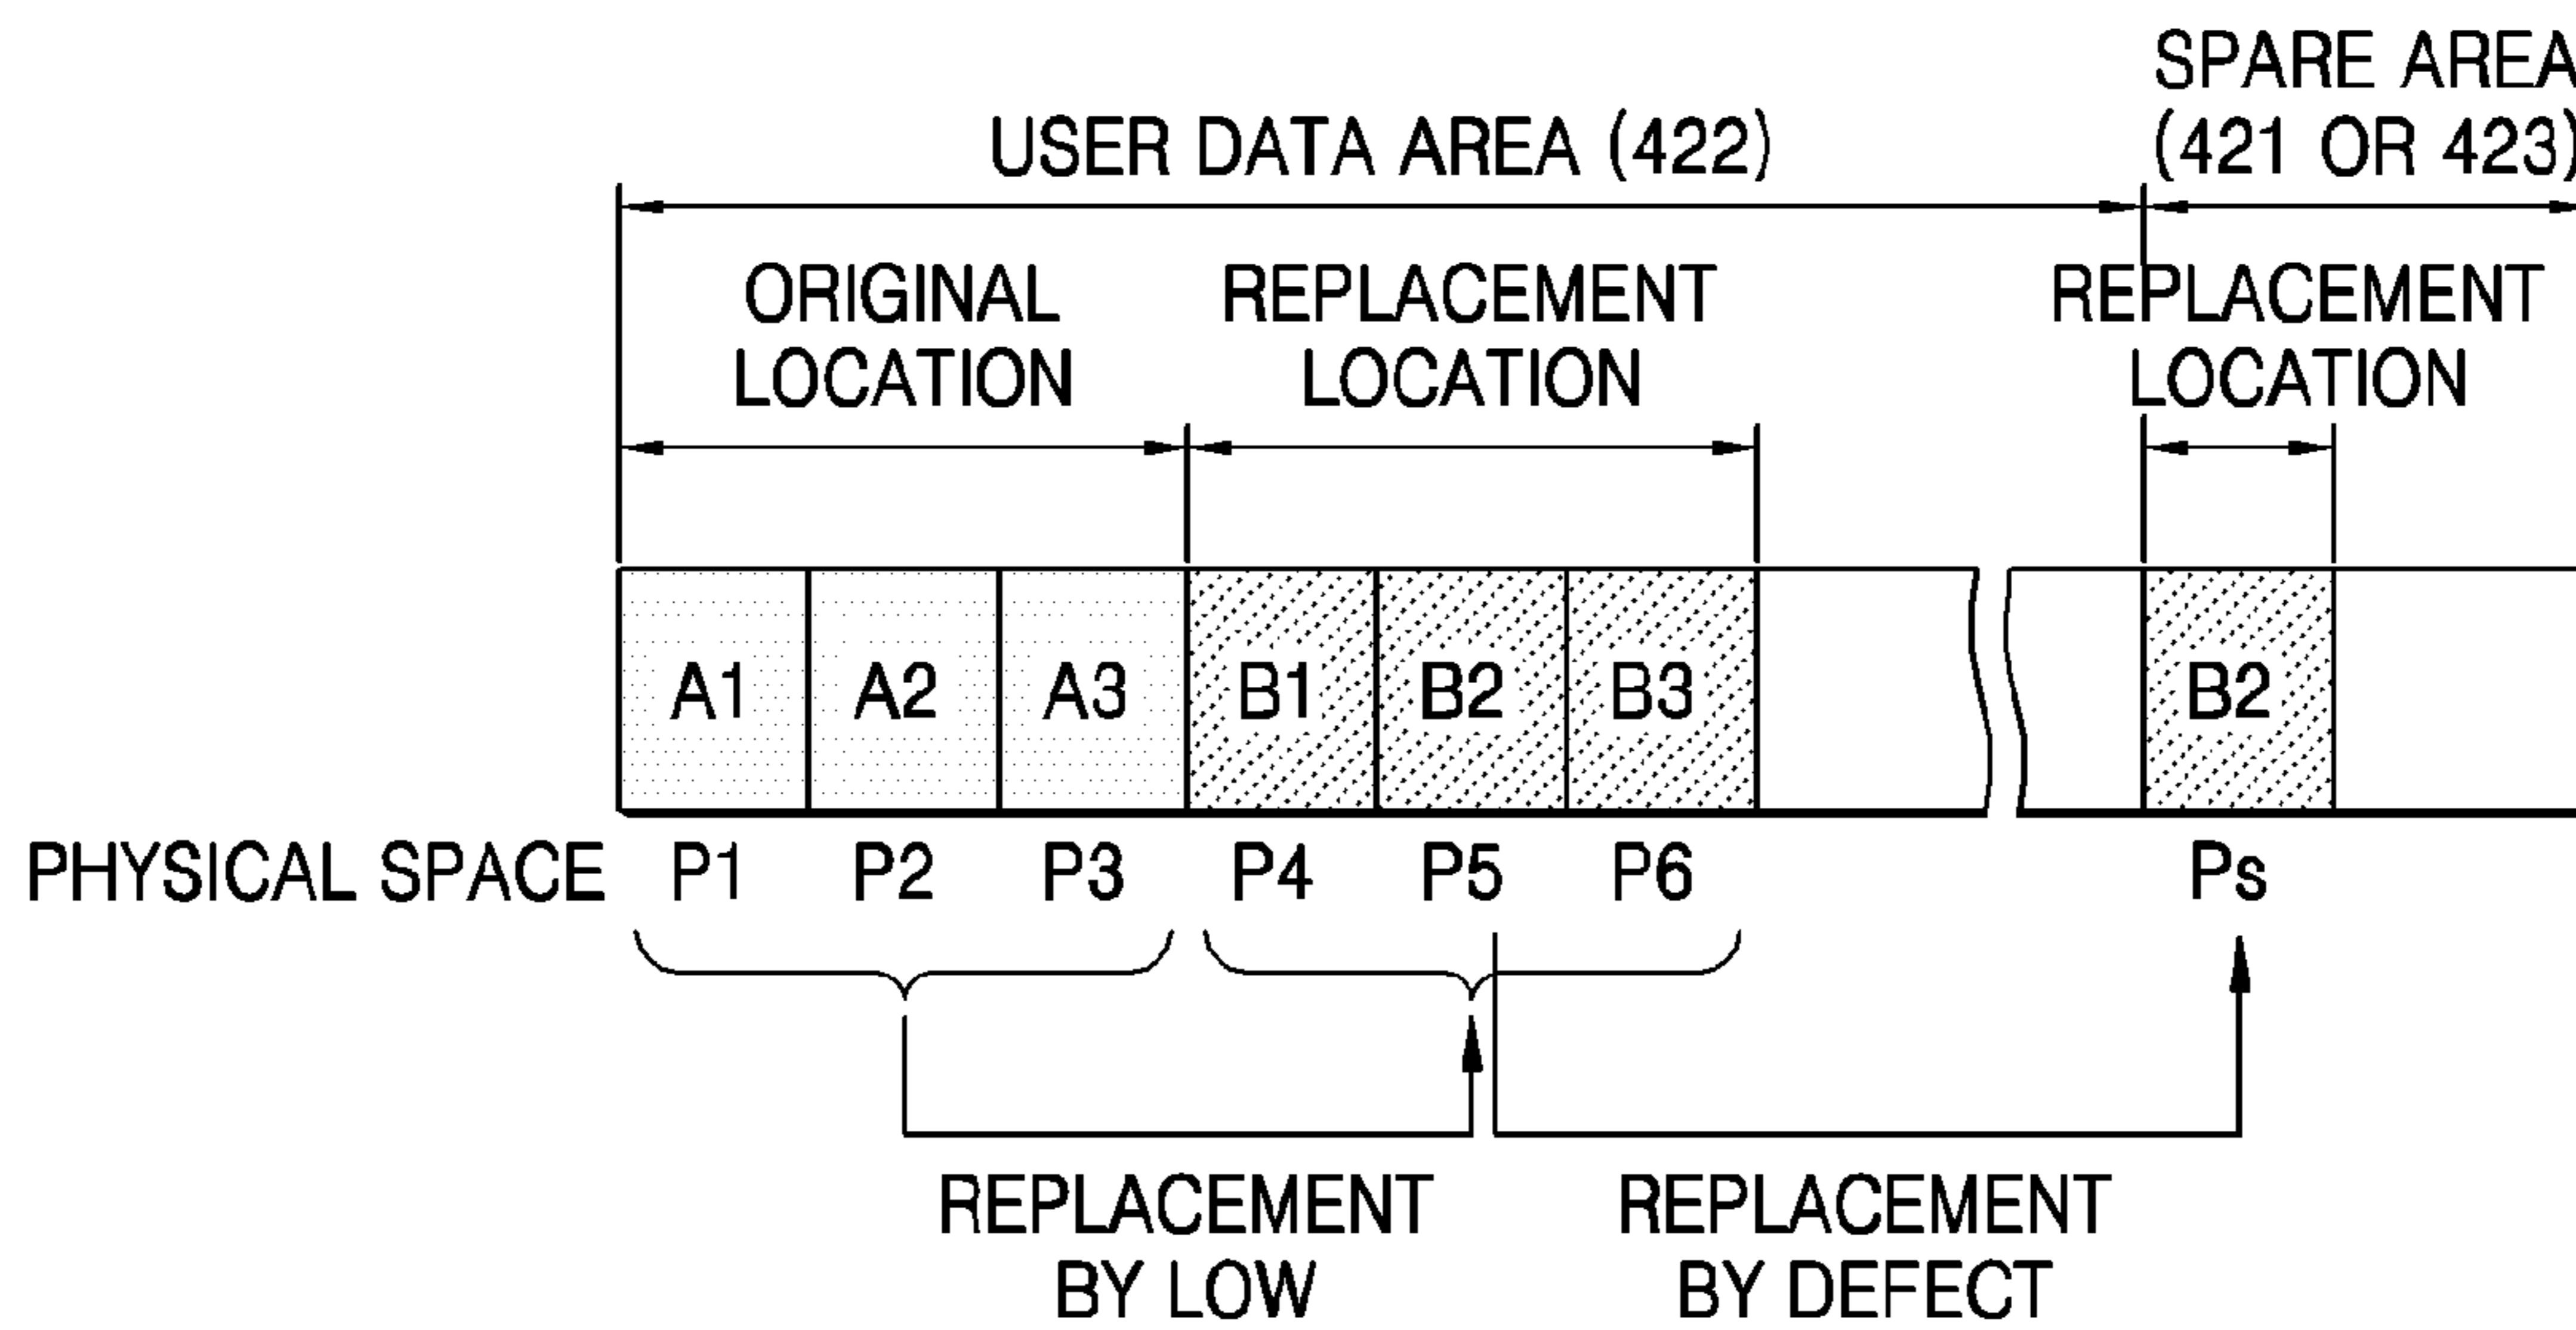 SPARE AREA
USER DATA AREA (422)
(421 OR 423)
ORIGINAL
LOCATION
REPLACEMENT
LOCATION
REPLACEMENT
LOCATION
A1 A2 A3 B1 B2 B3 B2
PHYSICAL SPACE P1 P2 P3 P4 P5 P6 Ps
REPLACEMENT
BY LOW
REPLACEMENT
BY DEFECT